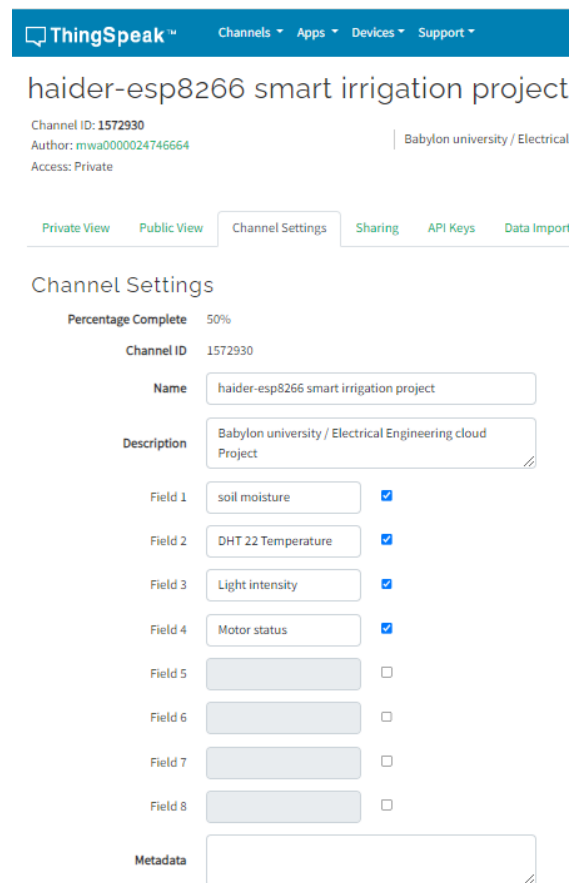 ThingSpeak™ Channels Apps Devices Support
haider-esp8266 smart irrigation project
Channel ID: 1572930
Author: mwa0000024746664
Babylon university / Electrical
Access: Private
Private View Public View Channel Settings Sharing API Keys Data Import
Channel Settings
Percentage Complete 50%
Channel ID 1572930
Name haider-esp8266 smart irrigation project
Description Babylon university / Electrical Engineering cloud
Project
Field 1 soil moisture
Field 2 DHT 22 Temperature
Field 3 Light intensity
Field 4 Motor status
Field 5
Field 6
Field 7
Field 8
Metadata